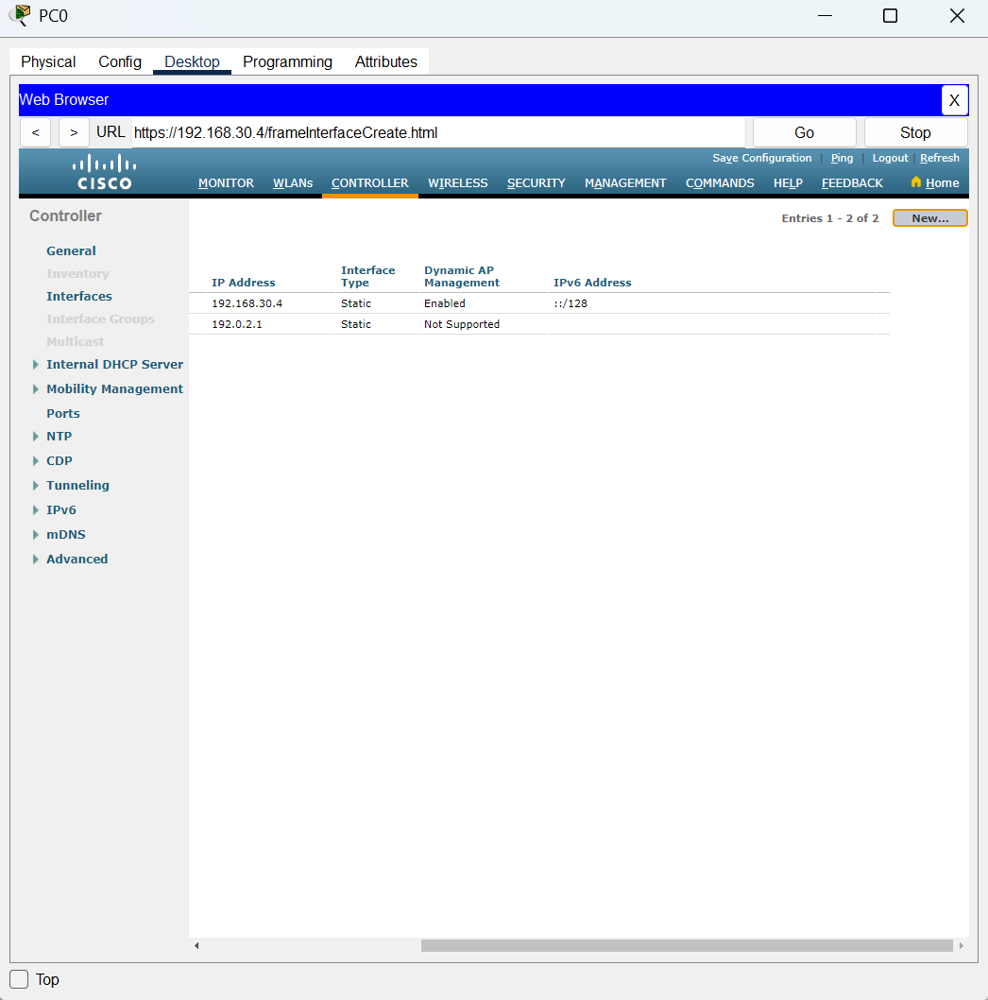 PC0
Physical Config Desktop Programming Attributes
Web Browser X
< > URL https://192.168.30.4/frameInterfaceCreate.html Go Stop
Save Configuration | Ping | Logout | Refresh
CISCO
MONITOR WLANs CONTROLLER WIRELESS SECURITY MANAGEMENT COMMANDS HELP FEEDBACK Home
Controller
General
Inventory
Interfaces
Interface Groups
Multicast
Internal DHCP Server
Mobility Management
Ports
NTP
CDP
Tunneling
IPv6
mDNS
Advanced
Entries 1 - 2 of 2 New...
IP Address Interface Type Dynamic AP Management IPv6 Address
192.168.30.4 Static Enabled ::/128
192.0.2.1 Static Not Supported
Top